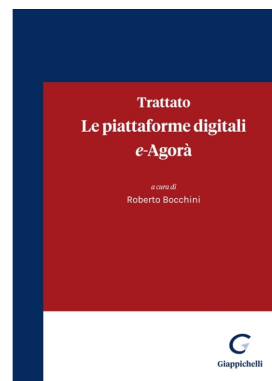 Trattato
Le piattaforme digitali
e-Agorà
a cura di
Roberto Bocchini
G
Giappichelli